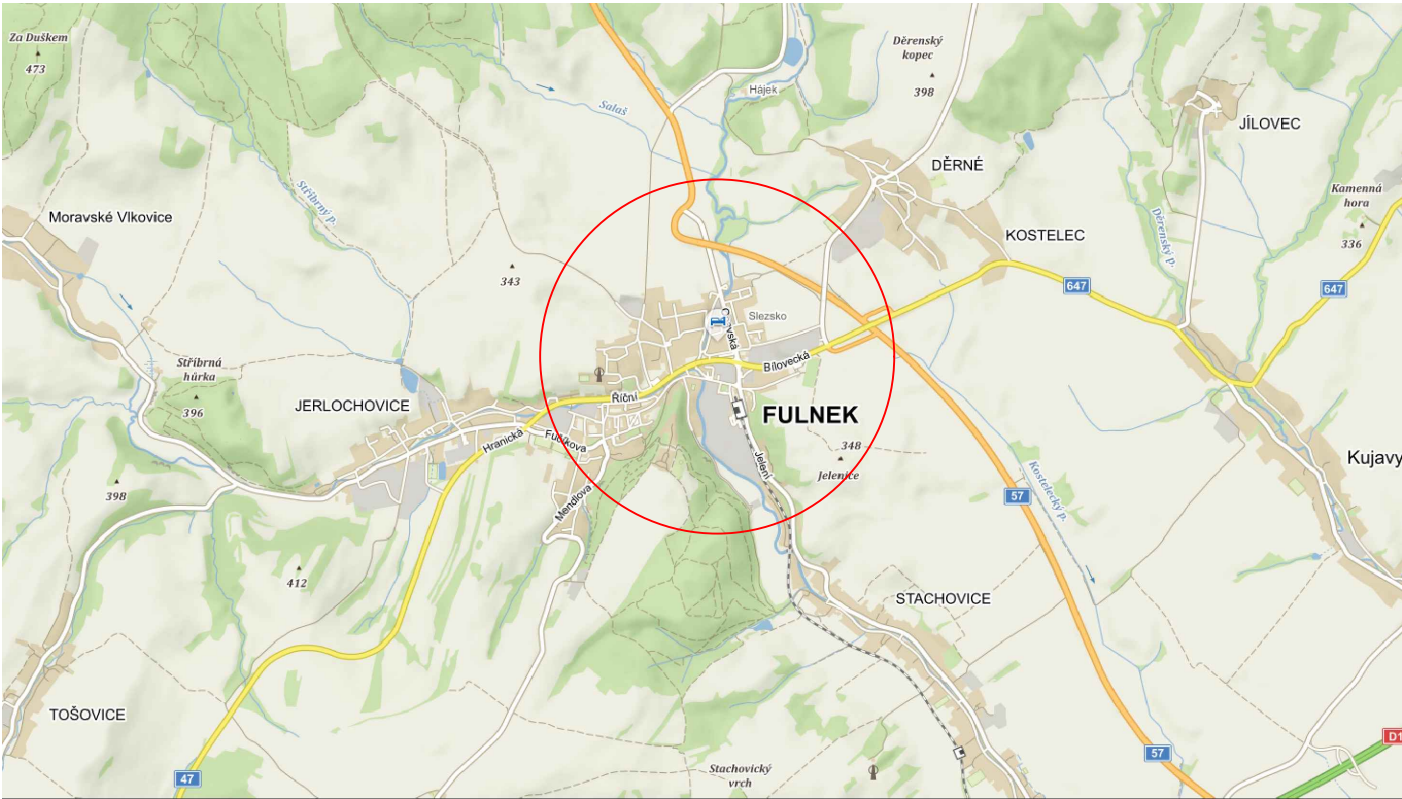 Za Duškem
473
Děrenský
kopec
398
Hájek
Salaš
JÍLOVEC
DĚRNÉ
Stříbrný p.
Kamenná
hora
336
Moravské Vlkovice
Děrenský p.
KOSTELEC
343
647
647
Slezsko
Bílovecká
Stříbrná
hůrka
396
JERLOCHOVICE
Říční
FULNEK
Hranická
Fučíkova
348
Jelenice
Jelení
Kujavy
398
Mendlova
57
Kostelecký p.
412
STACHOVICE
TOŠOVICE
D1
57
47
Stachovický
vrch